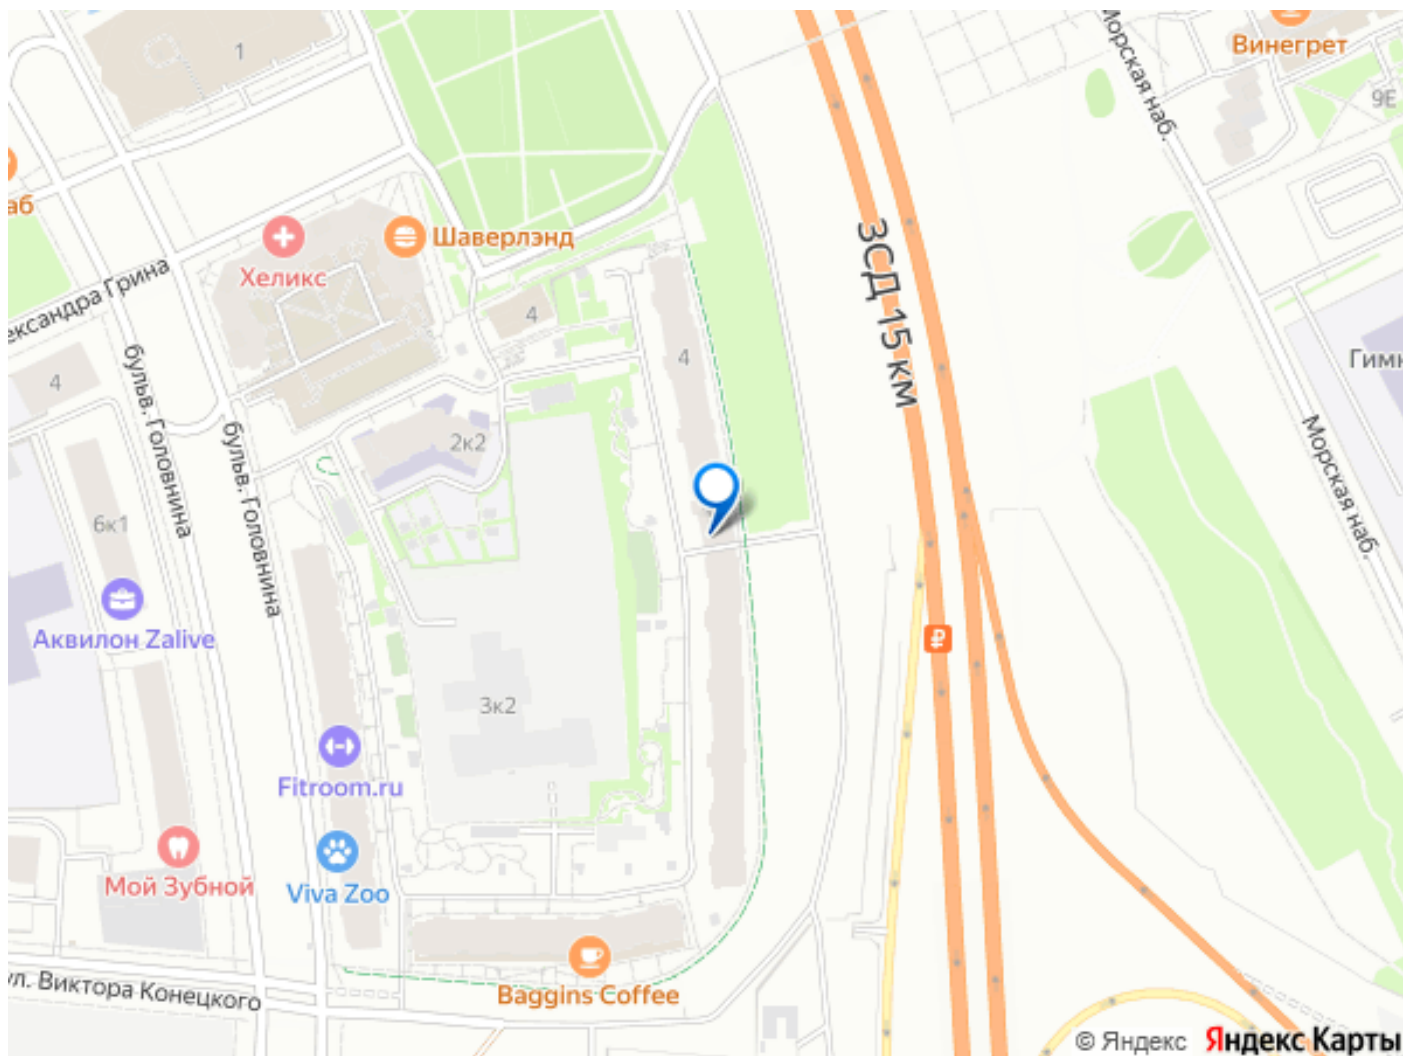 1
Морская наб.
Винегрет
9Е
аб
Хеликс
Шаверлэнд
ександра Грина
4
4
4
ЗСД 15 км
Гимн
бульв. Головнина
бульв. Головнина
2к2
6к1
Морская наб.
Аквилон Zalive
3к2
Fitroom.ru
Мой Зубной
Viva Zoo
ул. Виктора Конецкого
Baggins Coffee
© Яндекс Яндекс Карты